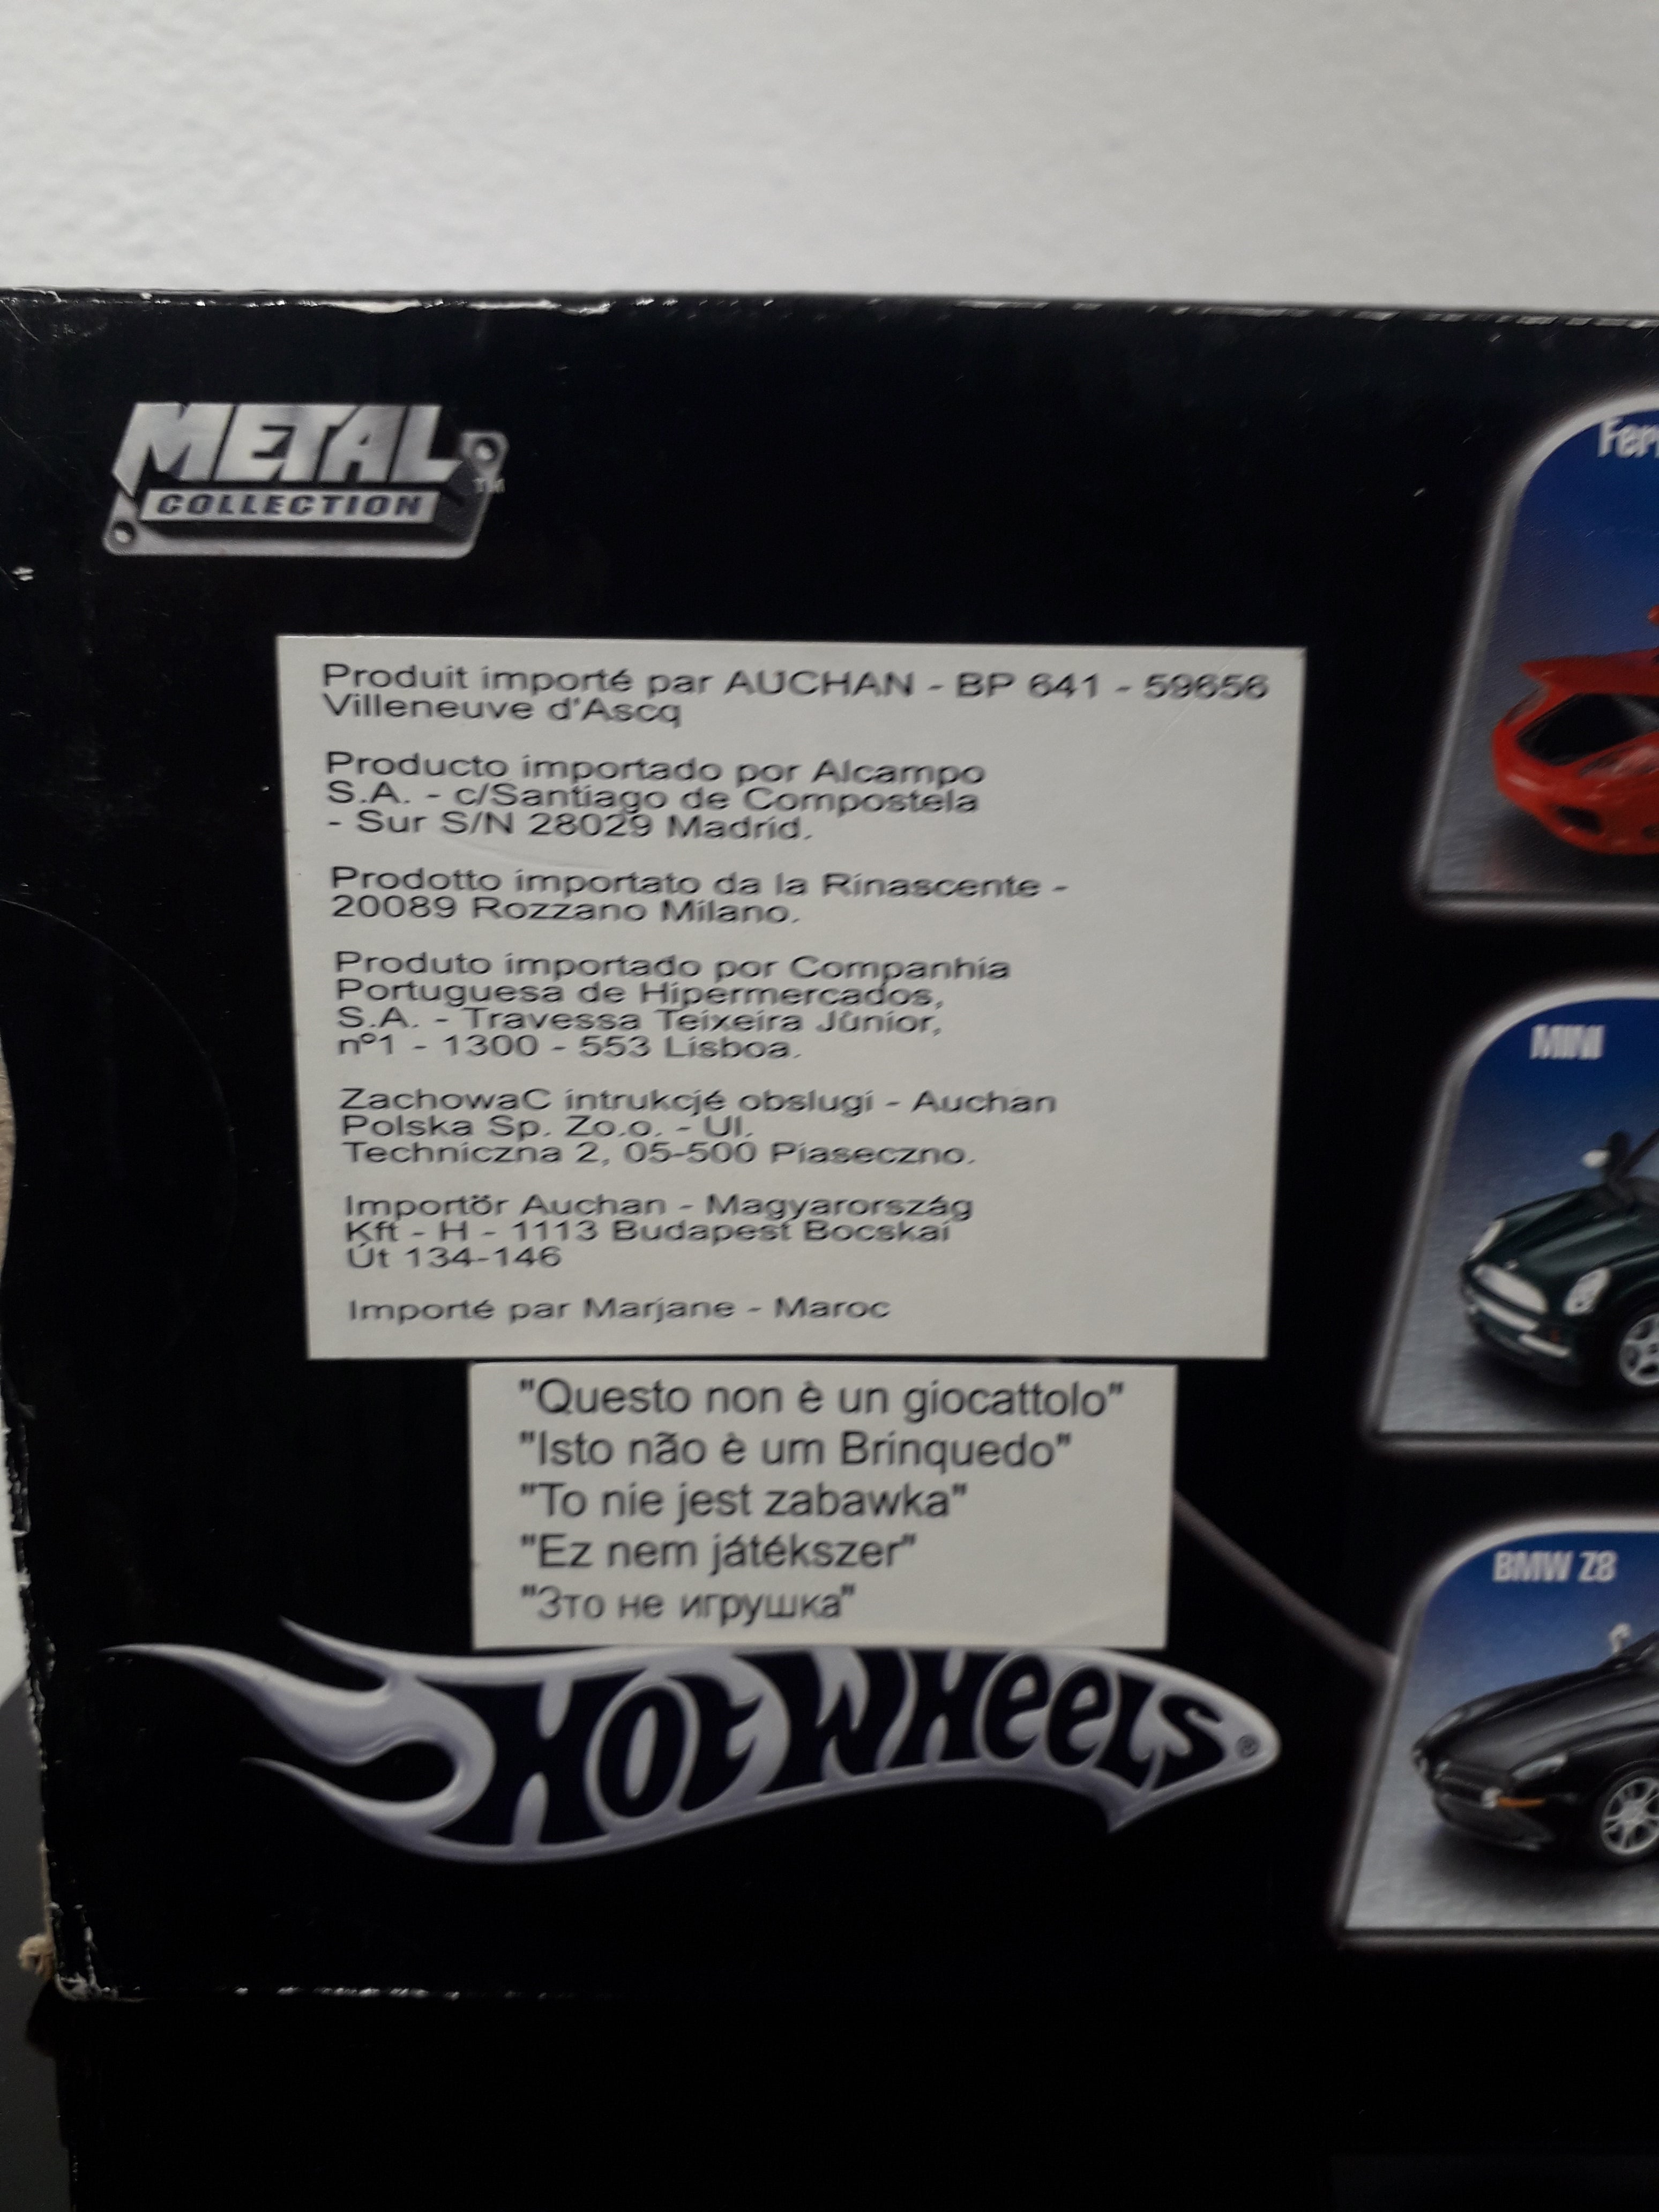 METAL
COLLECTION
TM
Produit importé par AUCHAN - BP 641 - 59656
Villeneuve d'Ascq
Producto importado por Alcampo
S.A. - c/Santiago de Compostela
- Sur S/N 28029 Madrid.
Prodotto importato da la Rinascente -
20089 Rozzano Milano.
Produto importado por Companhia
Portuguesa de Hipermercados,
S.A. - Travessa Teixeira Jûnior,
nº1 - 1300 - 553 Lisboa.
ZachowaC intrukcjé obslugi - Auchan
Polska Sp. Zo.o. - Ul.
Techniczna 2, 05-500 Piaseczno.
Importör Auchan - Magyarország
Kft - H - 1113 Budapest Bocskai
Út 134-146
Importé par Marjane - Maroc
"Questo non è un giocattolo"
"Isto não è um Brinquedo"
"To nie jest zabawka"
"Ez nem játékszer"
"Зто не игрушка"
HOT WHEELS ®
Ferr
MINI
BMW Z8